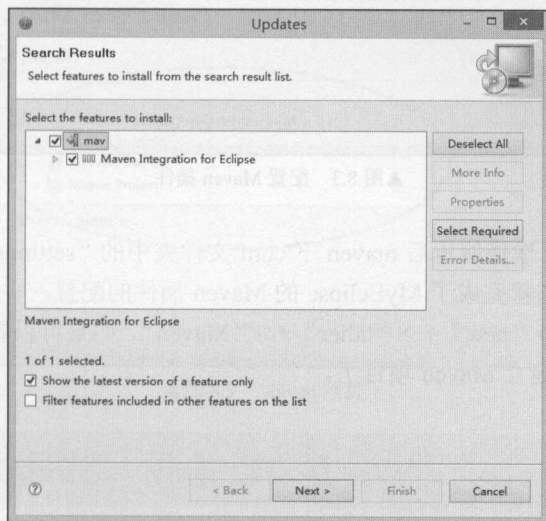 Updates
Search Results
Select features to install from the search result list.
Select the features to install:
mav
Maven Integration for Eclipse
Deselect All
More Info
Properties
Select Required
Error Details...
Maven Integration for Eclipse
1 of 1 selected.
Show the latest version of a feature only
Filter features included in other features on the list
< Back
Next >
Finish
Cancel